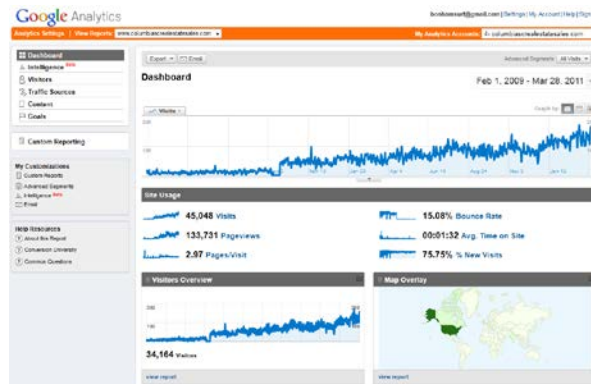 Google Analytics
Analytics Settings | View Reports: www.columbiascrealestatesales.com
My Analytics Accounts:
Dashboard
Intelligence Beta
Visitors
Traffic Sources
Content
Goals
Custom Reporting
My Customizations
Custom Reports
Advanced Segments
Intelligence Beta
Email
Help Resources
About this Report
Conversion University
Common Questions
Export
Email
Advanced Segments: All Visits
Dashboard
Feb 1, 2009 - Mar 28, 2011
Visits
Graph by:
Site Usage
45,048 Visits
15.08% Bounce Rate
133,731 Pageviews
00:01:32 Avg. Time on Site
2.97 Pages/Visit
75.75% % New Visits
Visitors Overview
Map Overlay
34,164 Visitors
view report
view report